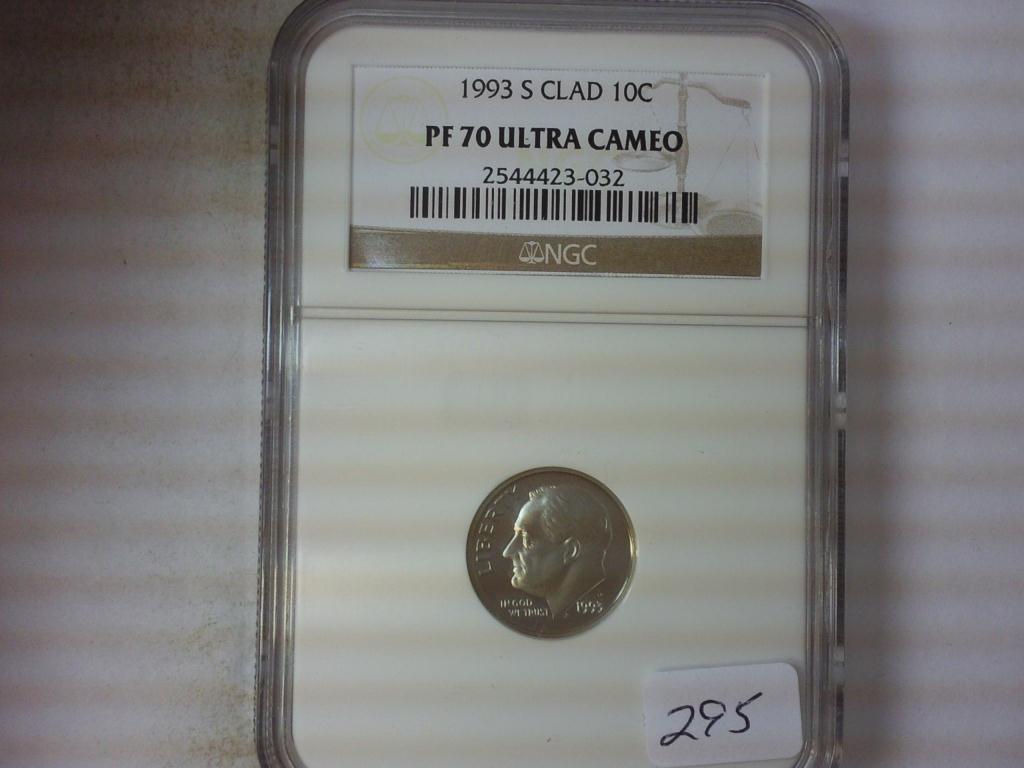 1993 S CLAD 10C
PF 70 ULTRA CAMEO
2544423-032
NGC
LIBERTY
IN GOD
WE TRUST
1993
295